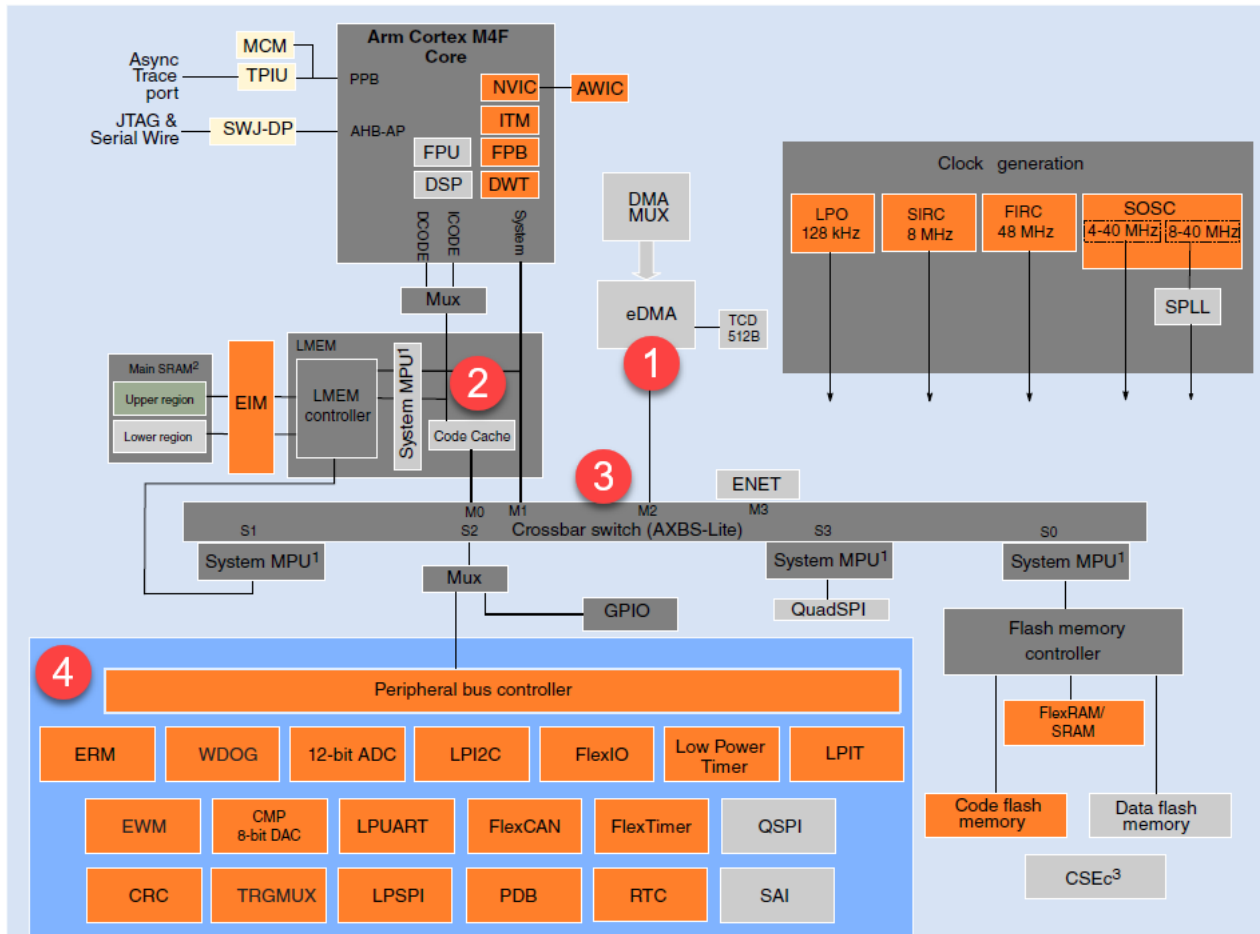 Arm Cortex M4F
Core
MCM
Async
Trace
port
TPIU
PPB
NVIC
AWIC
JTAG &
Serial Wire
SWJ-DP
AHB-AP
ITM
FPU
FPB
DSP
DWT
DCODE
ICODE
System
Mux
DMA
MUX
eDMA
TCD
512B
1
Clock generation
LPO
128 kHz
SIRC
8 MHz
FIRC
48 MHz
SOSC
4-40 MHz
8-40 MHz
SPLL
Main SRAM2
Upper region
Lower region
EIM
LMEM
LMEM
controller
System MPU1
2
Code Cache
3
ENET
M0
M1
M2
M3
S1
S2
Crossbar switch (AXBS-Lite)
S3
S0
System MPU1
Mux
GPIO
System MPU1
QuadSPI
System MPU1
Flash memory
controller
FlexRAM/
SRAM
Code flash
memory
Data flash
memory
CSEc3
4
Peripheral bus controller
ERM
WDOG
12-bit ADC
LPI2C
FlexIO
Low Power
Timer
LPIT
EWM
CMP
8-bit DAC
LPUART
FlexCAN
FlexTimer
QSPI
CRC
TRGMUX
LPSPI
PDB
RTC
SAI